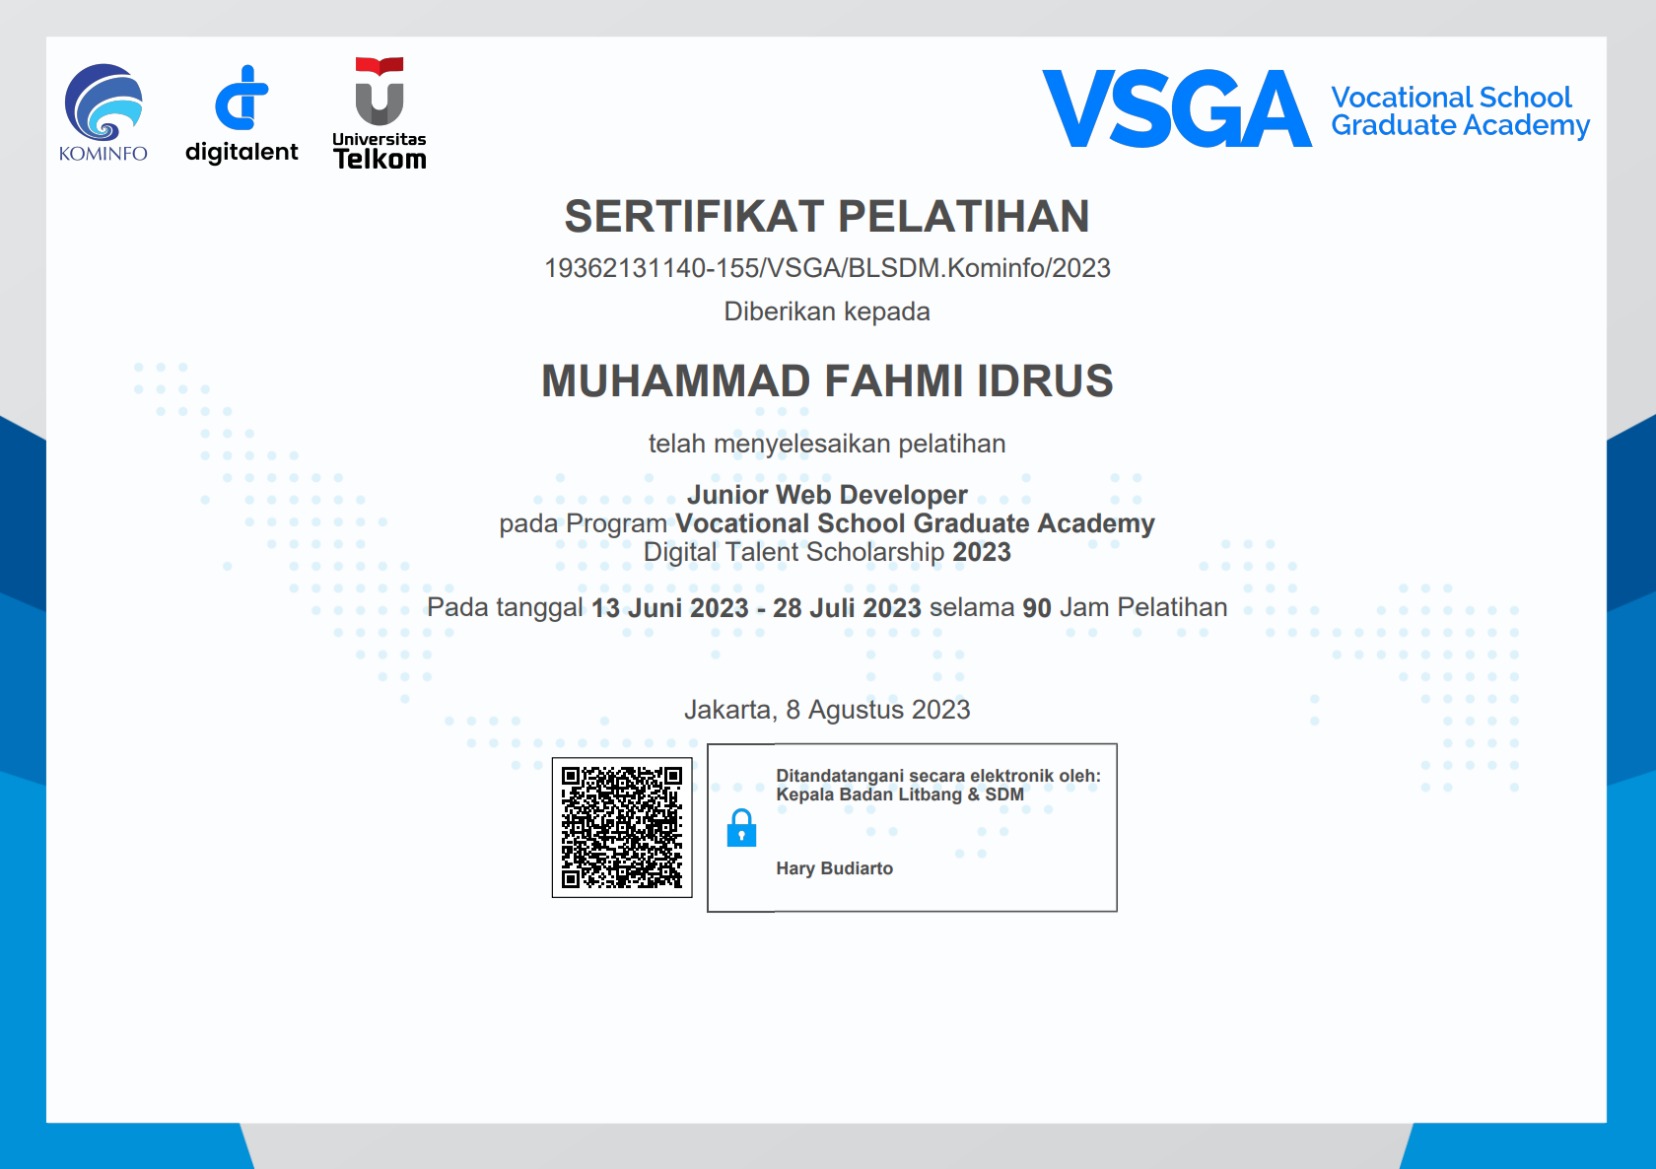 KOMINFO
digitalent
Universitas
Telkom
VSGA
Vocational School
Graduate Academy
SERTIFIKAT PELATIHAN
19362131140-155/VSGA/BLSDM.Kominfo/2023
Diberikan kepada
MUHAMMAD FAHMI IDRUS
telah menyelesaikan pelatihan
Junior Web Developer
pada Program Vocational School Graduate Academy
Digital Talent Scholarship 2023
Pada tanggal 13 Juni 2023 - 28 Juli 2023 selama 90 Jam Pelatihan
Jakarta, 8 Agustus 2023
Ditandatangani secara elektronik oleh:
Kepala Badan Litbang & SDM
Hary Budiarto